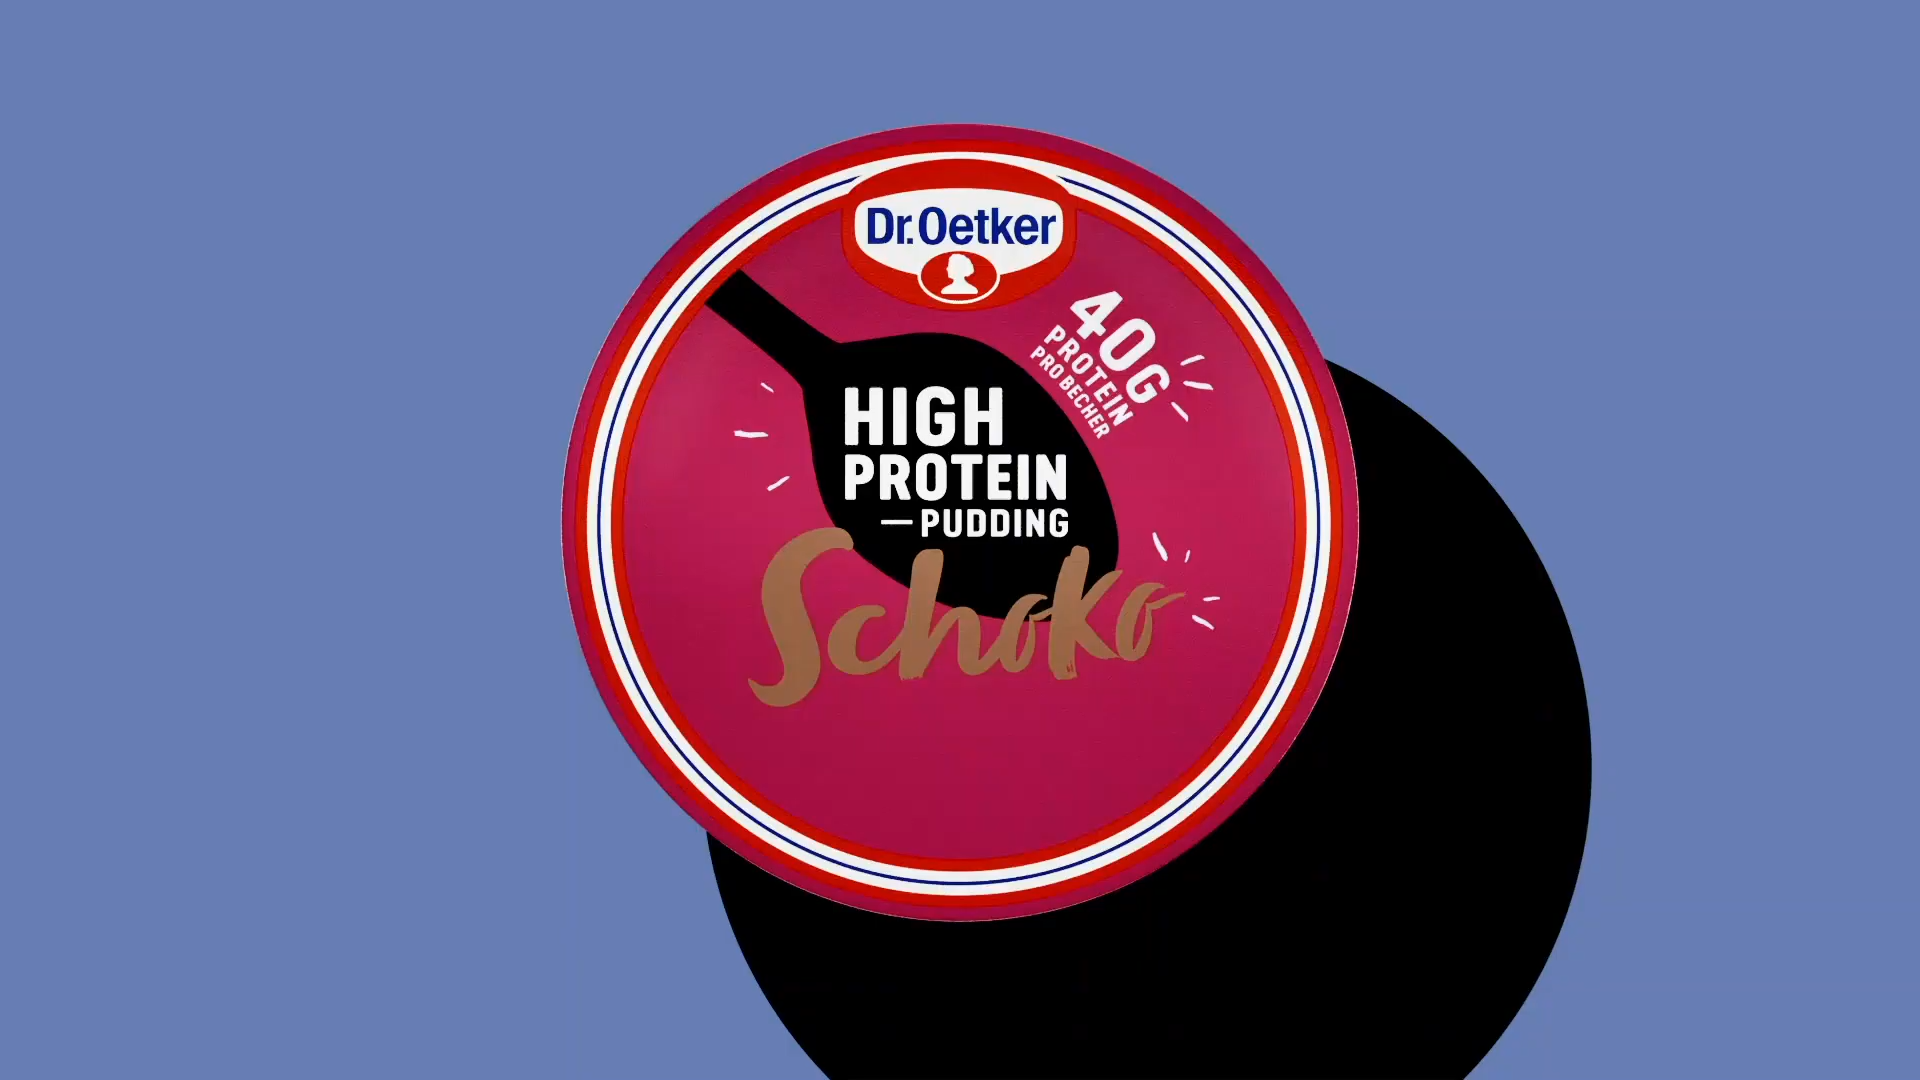 Dr.Oetker
40G
PROTEIN
PRO BECHER
HIGH
PROTEIN
—PUDDING
Schoko